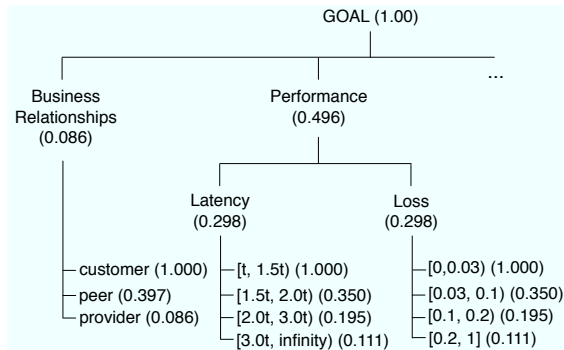 GOAL (1.00)
...
Business
Relationships
(0.086)
Performance
(0.496)
Latency
(0.298)
Loss
(0.298)
customer (1.000)
peer (0.397)
provider (0.086)
[t, 1.5t) (1.000)
[1.5t, 2.0t) (0.350)
[2.0t, 3.0t) (0.195)
[3.0t, infinity) (0.111)
[0,0.03) (1.000)
[0.03, 0.1) (0.350)
[0.1, 0.2) (0.195)
[0.2, 1] (0.111)